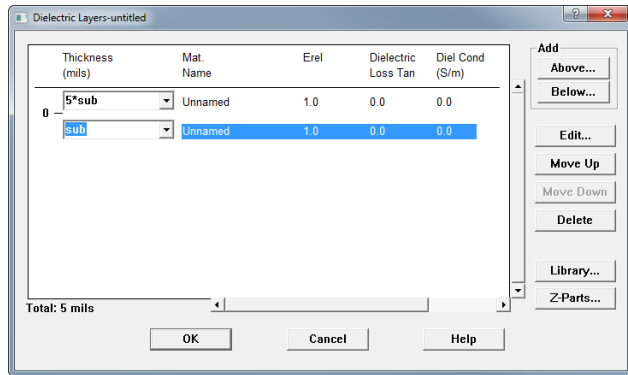 Dielectric Layers-untitled
Thickness (mils) Mat. Name Erel Dielectric Loss Tan Diel Cond (S/m)
5*sub Unnamed 1.0 0.0 0.0
0
sub Unnamed 1.0 0.0 0.0
Total: 5 mils
OK Cancel Help
Add
Above...
Below...
Edit...
Move Up
Move Down
Delete
Library...
Z-Parts...